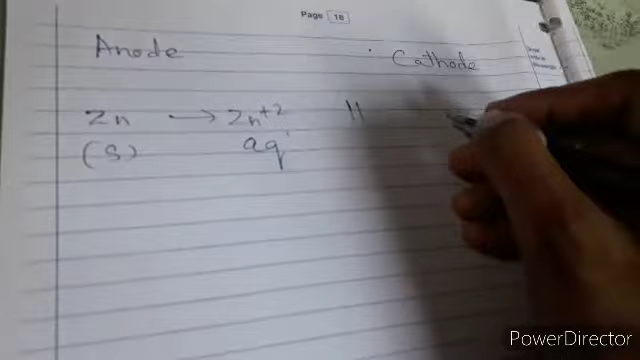 Page 18
Anode Cathode
Zn → Zn+2 ||
(s) aq
PowerDirector